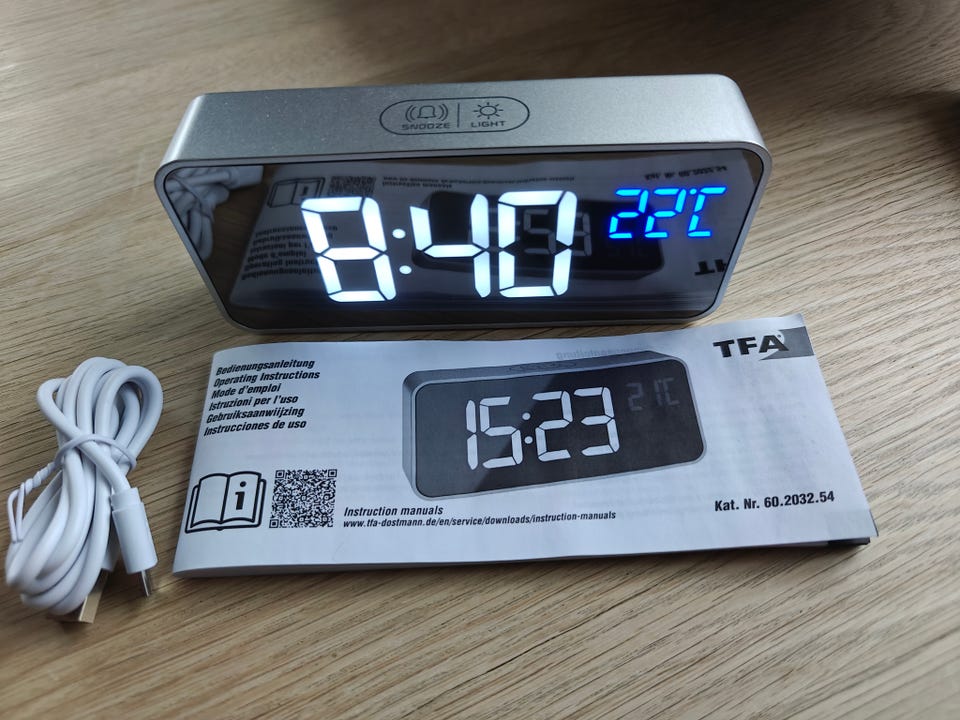 SNOOZE LIGHT
8:40 22°C
TFA
Bedienungsanleitung
Operating Instructions
Mode d'emploi
Istruzioni per l'uso
Gebruiksaanwijzing
Instrucciones de uso
15:23 21°C
Instruction manuals
www.tfa-dostmann.de/en/service/downloads/instruction-manuals
Kat. Nr. 60.2032.54